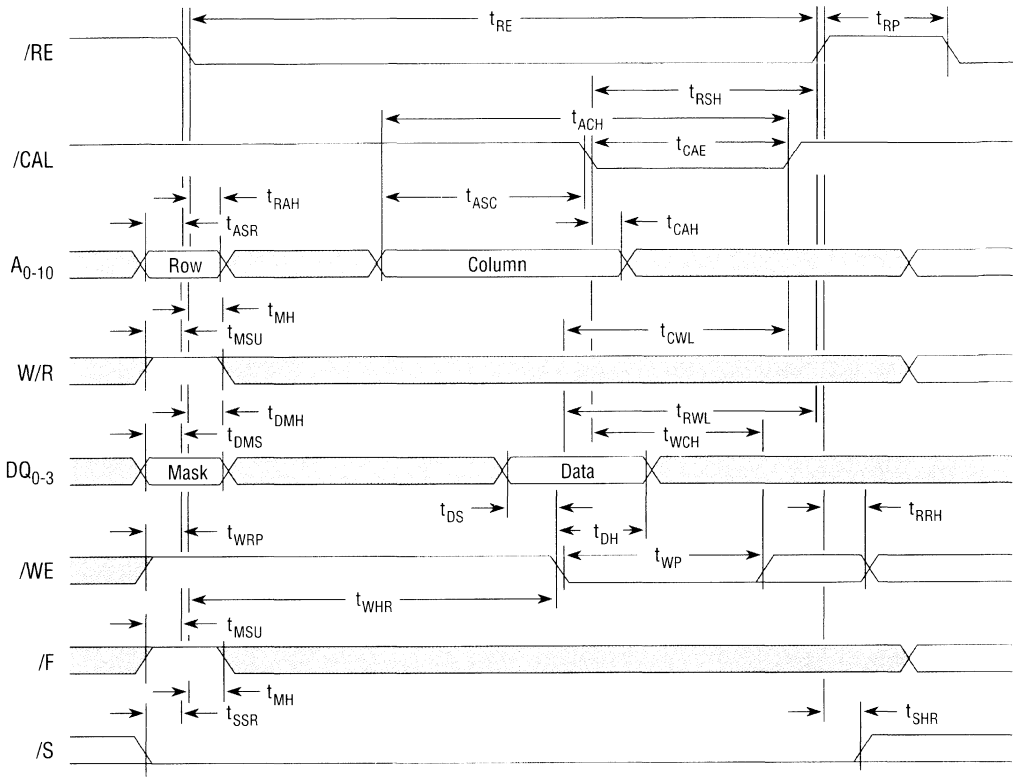 tRE
tRP
/RE
tRSH
tACH
/CAL
tCAE
tRAH
tASC
tASR
tCAH
A0-10
Row
Column
tMH
tMSU
tCWL
W/R
tDMH
tRWL
tDMS
tWCH
DQ0-3
Mask
Data
tDS
tRRH
tWRP
tDH
/WE
tWP
tWHR
tMSU
/F
tMH
tSSR
tSHR
/S